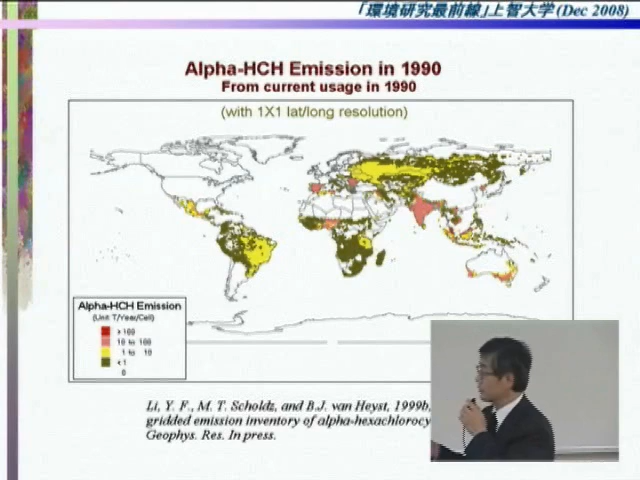 「環境研究最前線」上智大学 (Dec 2008)
Alpha-HCH Emission in 1990
From current usage in 1990
(with 1X1 lat/long resolution)
Alpha-HCH Emission
(Unit: T/Year/Cell)
> 100
10 to 100
1 to 10
< 1
0
Li, Y. F., M. T. Scholdz, and B.J. van Heyst, 1999b,
gridded emission inventory of alpha-hexachlorocy
Geophys. Res. In press.